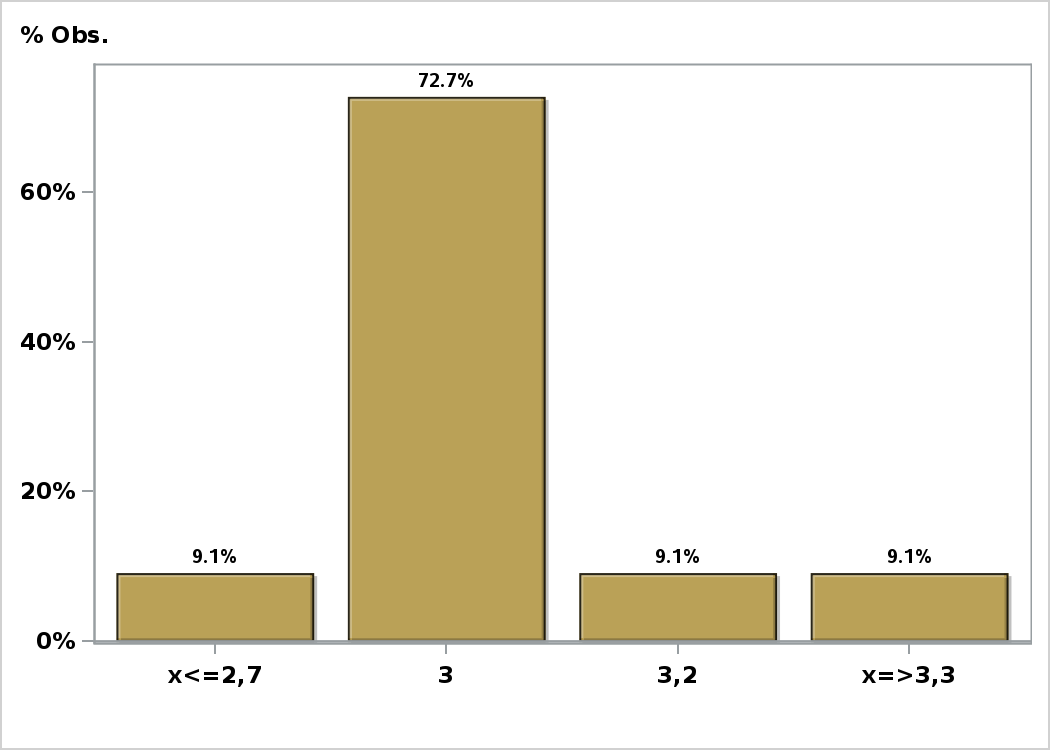 % Obs.
72.7%
60%
40%
20%
9.1% 9.1% 9.1%
0%
x<=2,7 3 3,2 x=>3,3